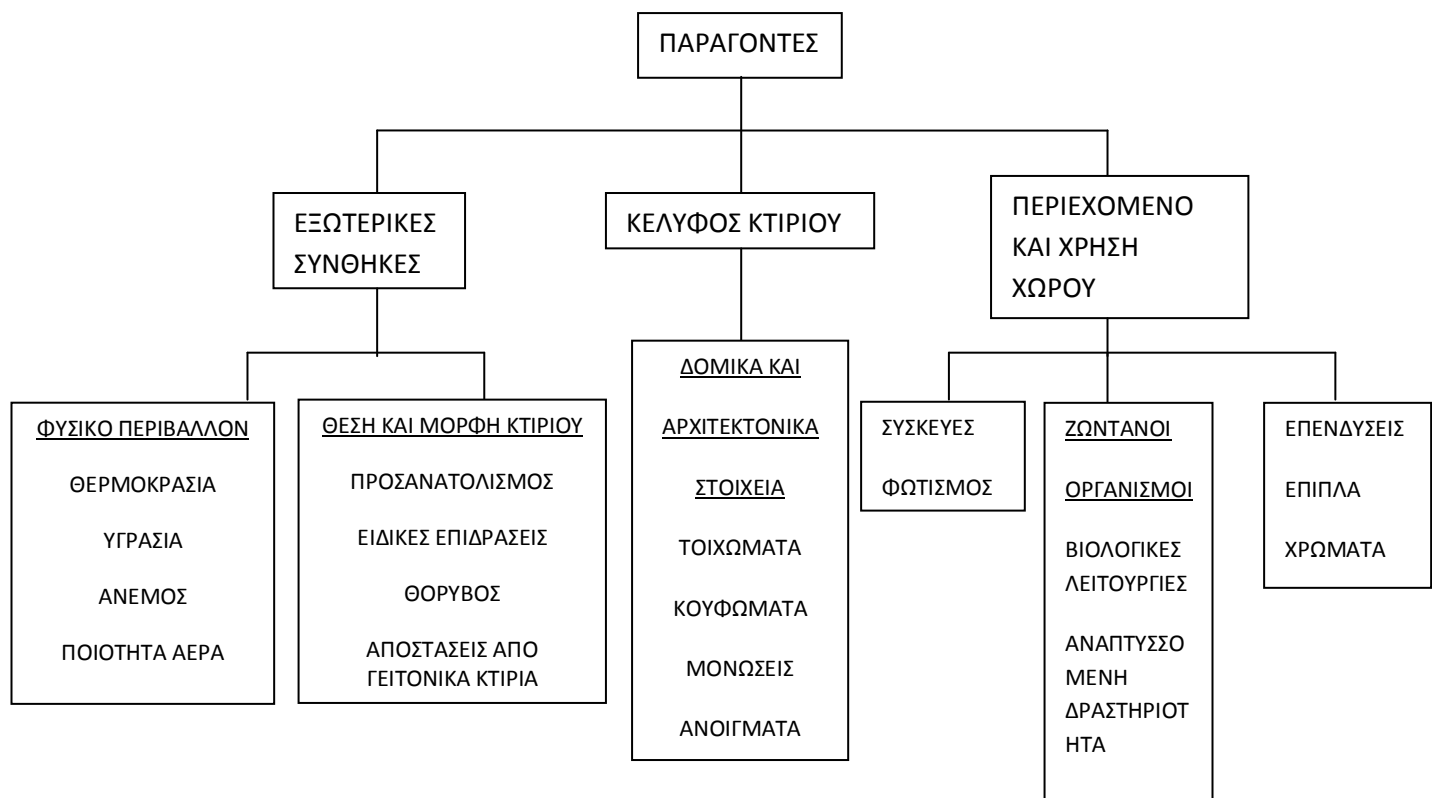 ΠΑΡΑΓΟΝΤΕΣ
ΕΞΩΤΕΡΙΚΕΣ
ΣΥΝΘΗΚΕΣ
ΚΕΛΥΦΟΣ ΚΤΙΡΙΟΥ
ΠΕΡΙΕΧΟΜΕΝΟ
ΚΑΙ ΧΡΗΣΗ
ΧΩΡΟΥ
ΦΥΣΙΚΟ ΠΕΡΙΒΑΛΛΟΝ
ΘΕΡΜΟΚΡΑΣΙΑ
ΥΓΡΑΣΙΑ
ΑΝΕΜΟΣ
ΠΟΙΟΤΗΤΑ ΑΕΡΑ
ΘΕΣΗ ΚΑΙ ΜΟΡΦΗ ΚΤΙΡΙΟΥ
ΠΡΟΣΑΝΑΤΟΛΙΣΜΟΣ
ΕΙΔΙΚΕΣ ΕΠΙΔΡΑΣΕΙΣ
ΘΟΡΥΒΟΣ
ΑΠΟΣΤΑΣΕΙΣ ΑΠΟ
ΓΕΙΤΟΝΙΚΑ ΚΤΙΡΙΑ
ΔΟΜΙΚΑ ΚΑΙ
ΑΡΧΙΤΕΚΤΟΝΙΚΑ
ΣΤΟΙΧΕΙΑ
ΤΟΙΧΩΜΑΤΑ
ΚΟΥΦΩΜΑΤΑ
ΜΟΝΩΣΕΙΣ
ΑΝΟΙΓΜΑΤΑ
ΣΥΣΚΕΥΕΣ
ΦΩΤΙΣΜΟΣ
ΖΩΝΤΑΝΟΙ
ΟΡΓΑΝΙΣΜΟΙ
ΒΙΟΛΟΓΙΚΕΣ
ΛΕΙΤΟΥΡΓΙΕΣ
ΑΝΑΠΤΥΣΣΟ
ΜΕΝΗ
ΔΡΑΣΤΗΡΙΟΤ
ΗΤΑ
ΕΠΕΝΔΥΣΕΙΣ
ΕΠΙΠΛΑ
ΧΡΩΜΑΤΑ